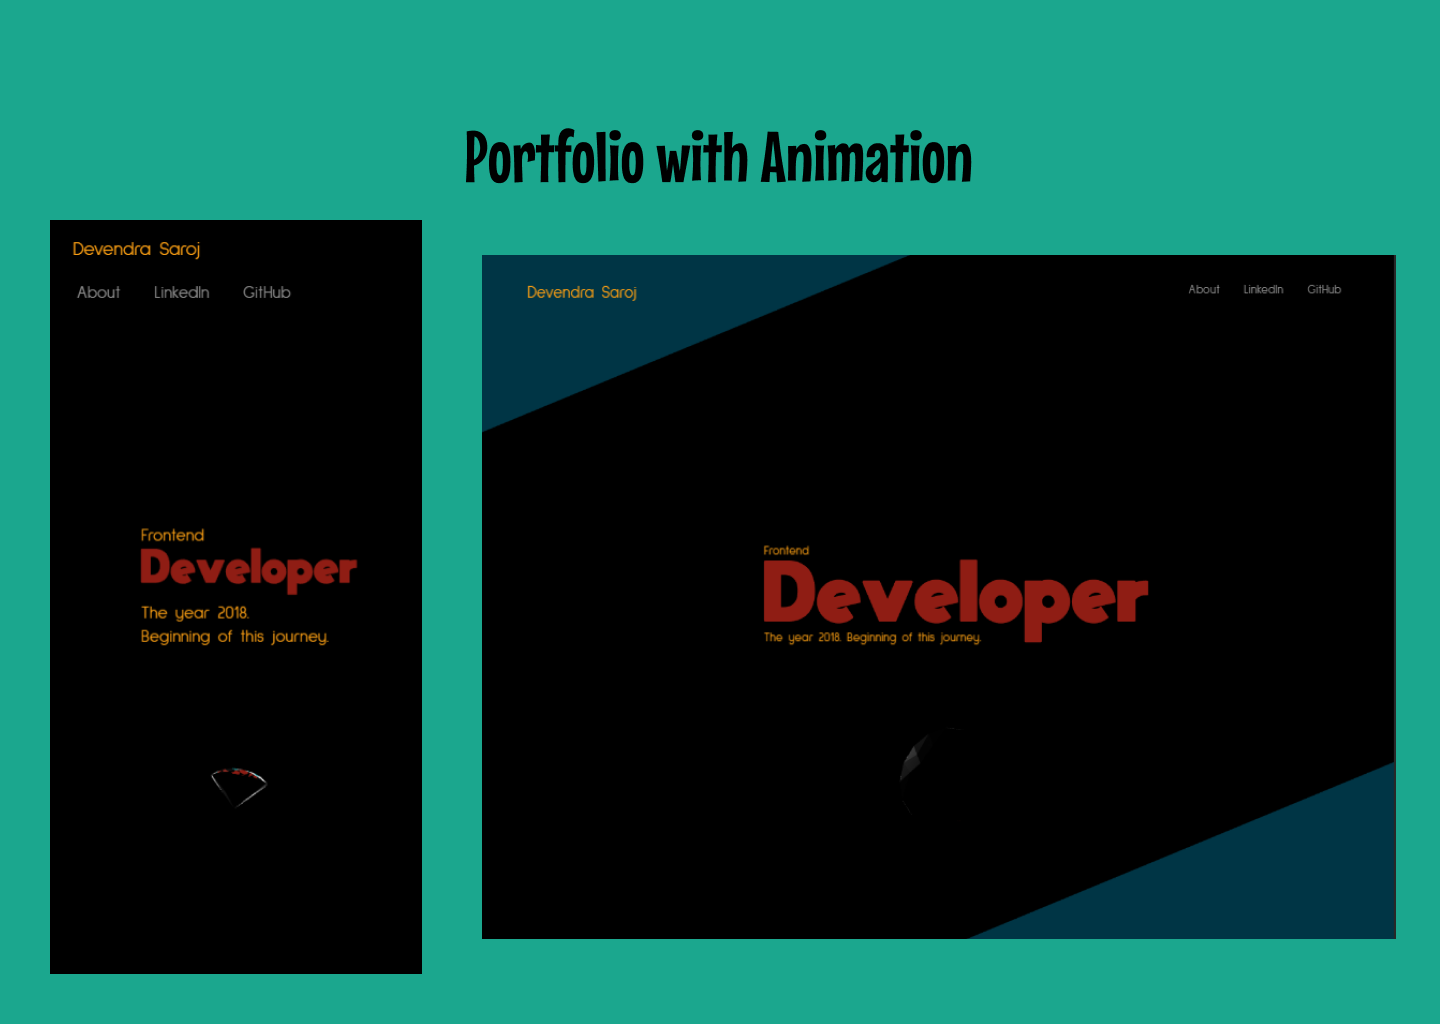 Portfolio with Animation
Devendra Saroj
About LinkedIn GitHub
Frontend
Developer
The year 2018.
Beginning of this journey.
Devendra Saroj
About LinkedIn GitHub
Frontend
Developer
The year 2018. Beginning of this journey.